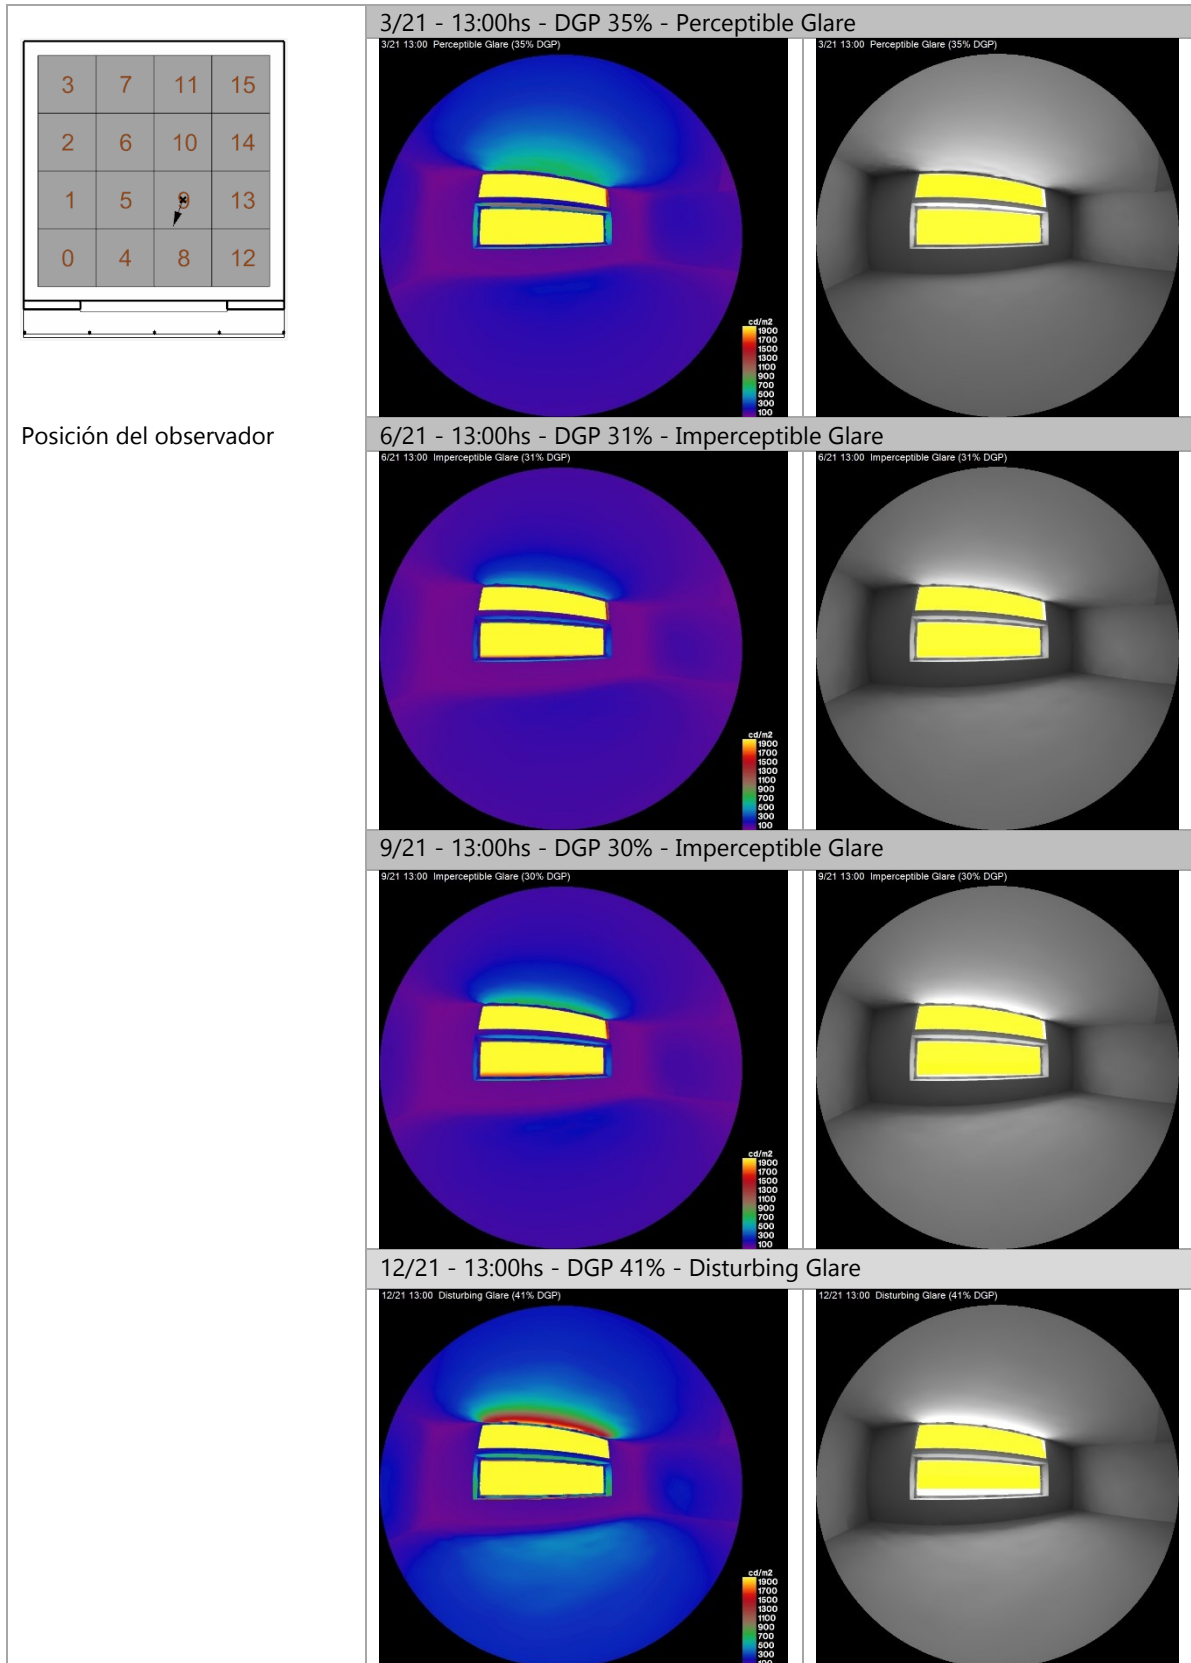 3 7 11 15
2 6 10 14
1 5 9 13
0 4 8 12
Posición del observador
3/21 - 13:00hs - DGP 35% - Perceptible Glare
3/21 13:00 Perceptible Glare (35% DGP)
cd/m2
1900
1700
1500
1300
1100
900
700
500
300
100
3/21 13:00 Perceptible Glare (35% DGP)
6/21 - 13:00hs - DGP 31% - Imperceptible Glare
6/21 13:00 Imperceptible Glare (31% DGP)
cd/m2
1900
1700
1500
1300
1100
900
700
500
300
100
6/21 13:00 Imperceptible Glare (31% DGP)
9/21 - 13:00hs - DGP 30% - Imperceptible Glare
9/21 13:00 Imperceptible Glare (30% DGP)
cd/m2
1900
1700
1500
1300
1100
900
700
500
300
100
9/21 13:00 Imperceptible Glare (30% DGP)
12/21 - 13:00hs - DGP 41% - Disturbing Glare
12/21 13:00 Disturbing Glare (41% DGP)
cd/m2
1900
1700
1500
1300
1100
900
700
500
300
100
12/21 13:00 Disturbing Glare (41% DGP)